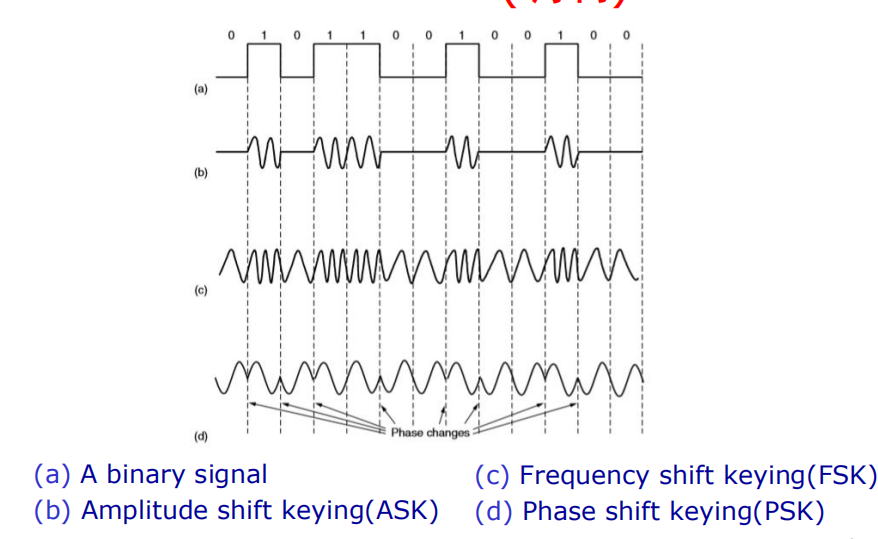 0 1 0 1 1 0 0 1 0 0 1 0 0
(a)
(b)
(c)
(d)
Phase changes
(a) A binary signal
(c) Frequency shift keying(FSK)
(b) Amplitude shift keying(ASK)
(d) Phase shift keying(PSK)